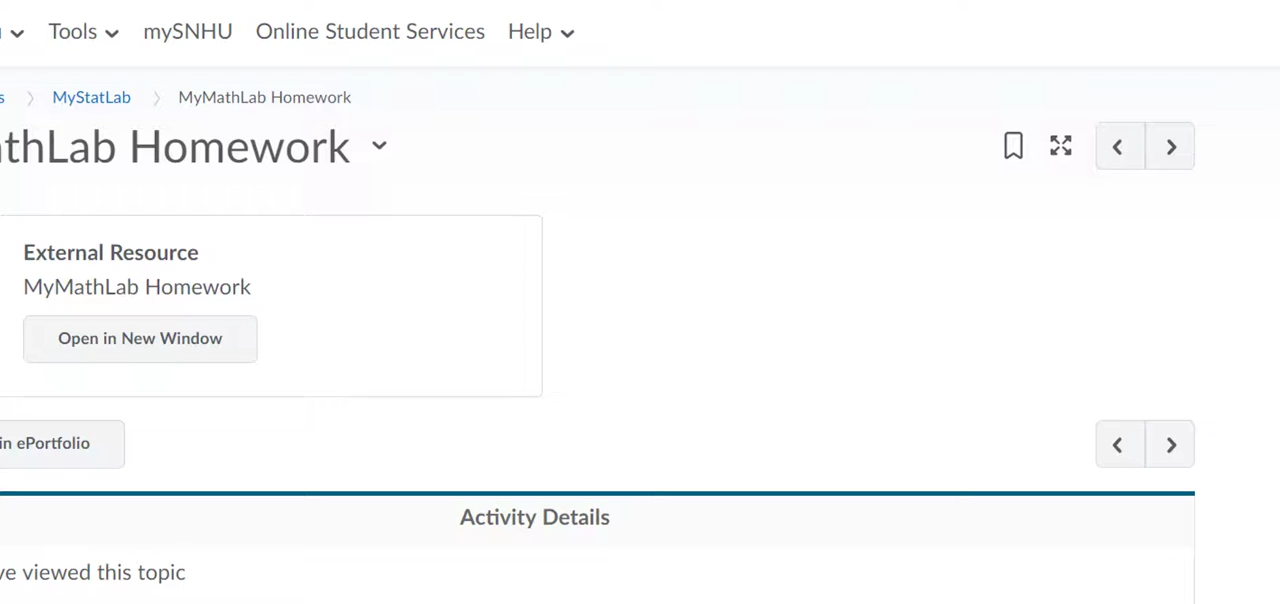 Tools mySNHU Online Student Services Help
MyStatLab MyMathLab Homework
thLab Homework
External Resource
MyMathLab Homework
Open in New Window
in ePortfolio
Activity Details
ve viewed this topic